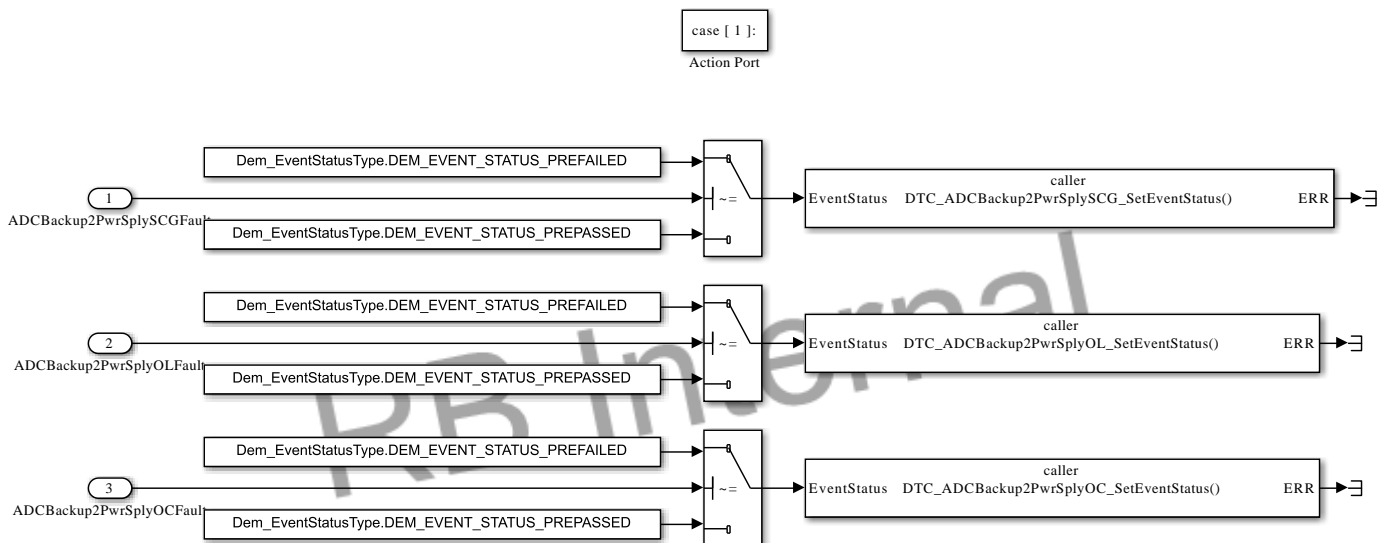 case [ 1 ]:
Action Port
Dem_EventStatusType.DEM_EVENT_STATUS_PREFAILED
1
ADCBackup2PwrSplySCGFault
~=
Dem_EventStatusType.DEM_EVENT_STATUS_PREPASSED
caller
EventStatus DTC_ADCBackup2PwrSplySCG_SetEventStatus() ERR
Dem_EventStatusType.DEM_EVENT_STATUS_PREFAILED
2
ADCBackup2PwrSplyOLFault
~=
Dem_EventStatusType.DEM_EVENT_STATUS_PREPASSED
caller
EventStatus DTC_ADCBackup2PwrSplyOL_SetEventStatus() ERR
Dem_EventStatusType.DEM_EVENT_STATUS_PREFAILED
3
ADCBackup2PwrSplyOCFault
~=
Dem_EventStatusType.DEM_EVENT_STATUS_PREPASSED
caller
EventStatus DTC_ADCBackup2PwrSplyOC_SetEventStatus() ERR
RB Internal